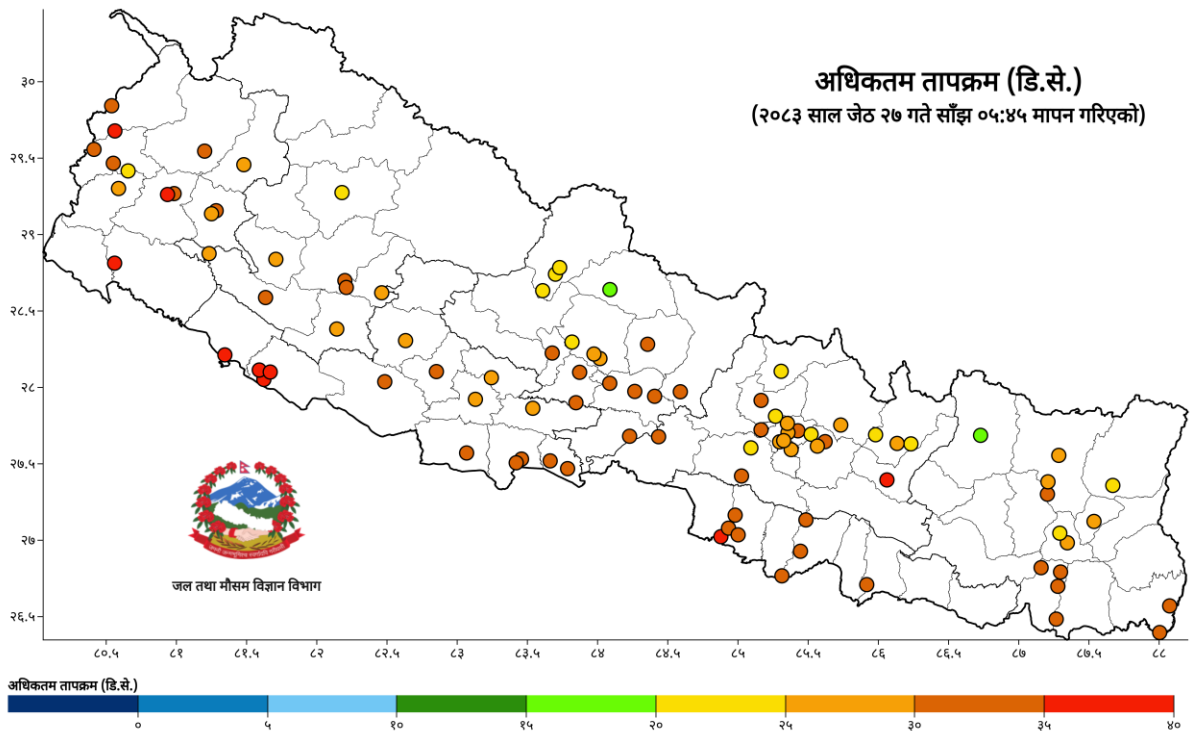 अधिकतम तापक्रम (डि.से.)
(२०८३ साल जेठ २७ गते साँझ ०५:४५ मापन गरिएको)
३०
२९.५
२९
२८.५
२८
२७.५
२७
२६.५
जल तथा मौसम विज्ञान विभाग
८०.५ ८१ ८१.५ ८२ ८२.५ ८३ ८३.५ ८४ ८४.५ ८५ ८५.५ ८६ ८६.५ ८७ ८७.५ ८८
अधिकतम तापक्रम (डि.से.)
० ५ १० १५ २० २५ ३० ३५ ४०